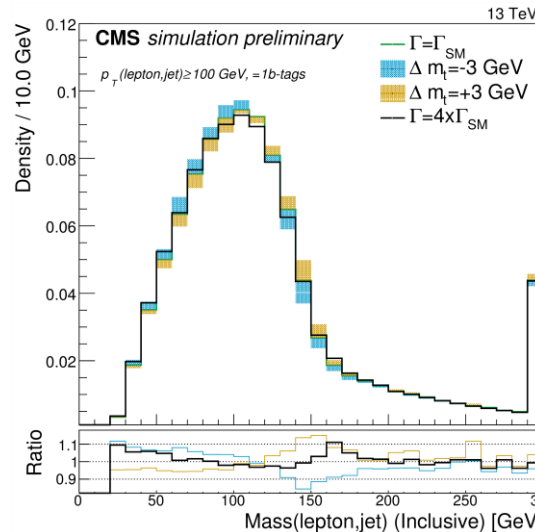 13 TeV
CMS simulation preliminary
p_T(lepton,jet)≥100 GeV, =1b-tags
Γ=Γ_SM
Δ m_t=-3 GeV
Δ m_t=+3 GeV
Γ=4xΓ_SM
Density / 10.0 GeV
0.12
0.1
0.08
0.06
0.04
0.02
Ratio
1.1
1
0.9
0 50 100 150 200 250 3
Mass(lepton,jet) (Inclusive) [GeV